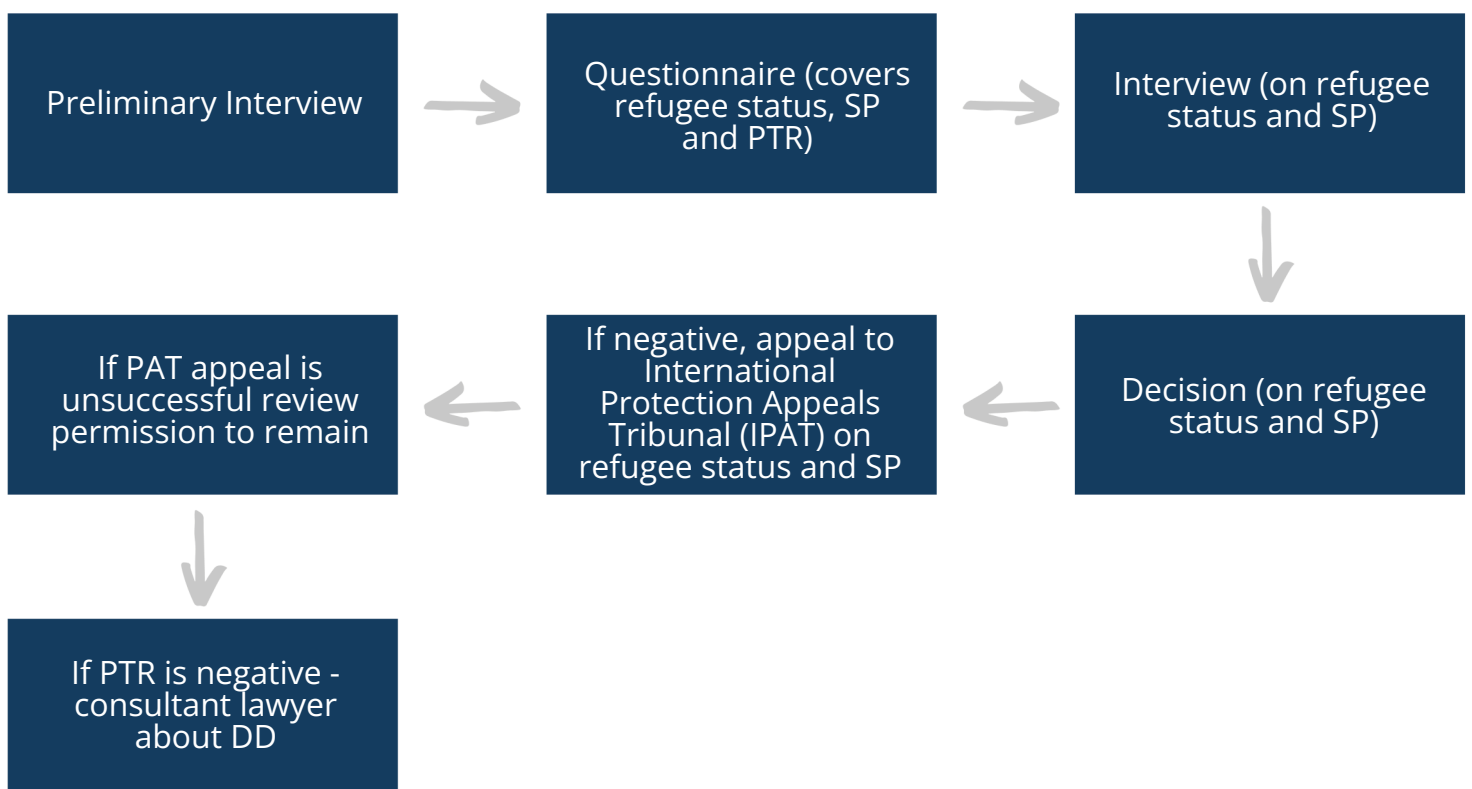 Preliminary Interview
Questionnaire (covers
refugee status, SP
and PTR)
Interview (on refugee
status and SP)
Decision (on refugee
status and SP)
If negative, appeal to
International
Protection Appeals
Tribunal (IPAT) on
refugee status and SP
If PAT appeal is
unsuccessful review
permission to remain
If PTR is negative -
consultant lawyer
about DD